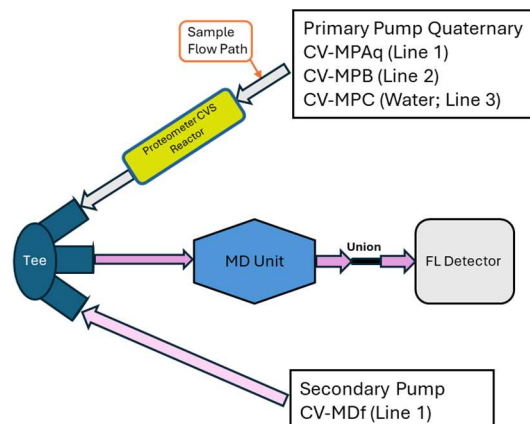 Sample
Flow Path
Primary Pump Quaternary
CV-MPAq (Line 1)
CV-MPB (Line 2)
CV-MPC (Water; Line 3)
Proteometer CVS
Reactor
Tee
MD Unit
Union
FL Detector
Secondary Pump
CV-MDf (Line 1)